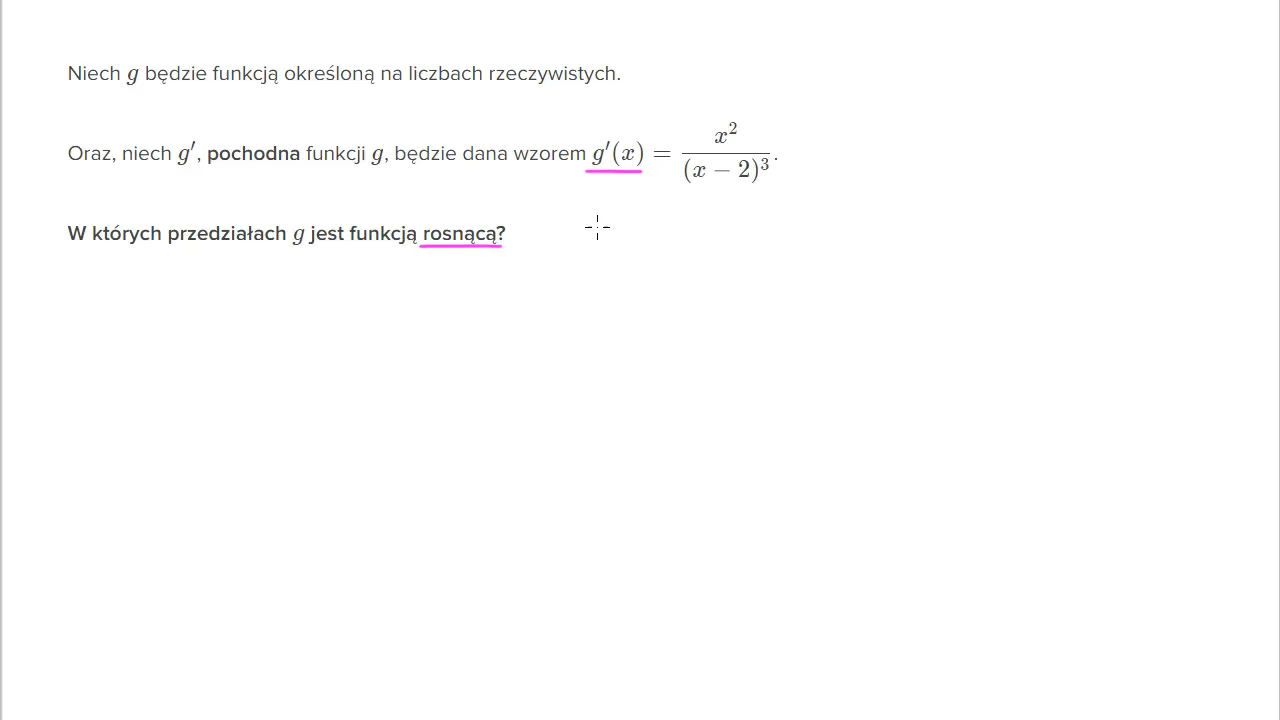 Niech g będzie funkcją określoną na liczbach rzeczywistych.
Oraz, niech g′, pochodna funkcji g, będzie dana wzorem g′(x) = x²/(x − 2)³.
W których przedziałach g jest funkcją rosnącą?